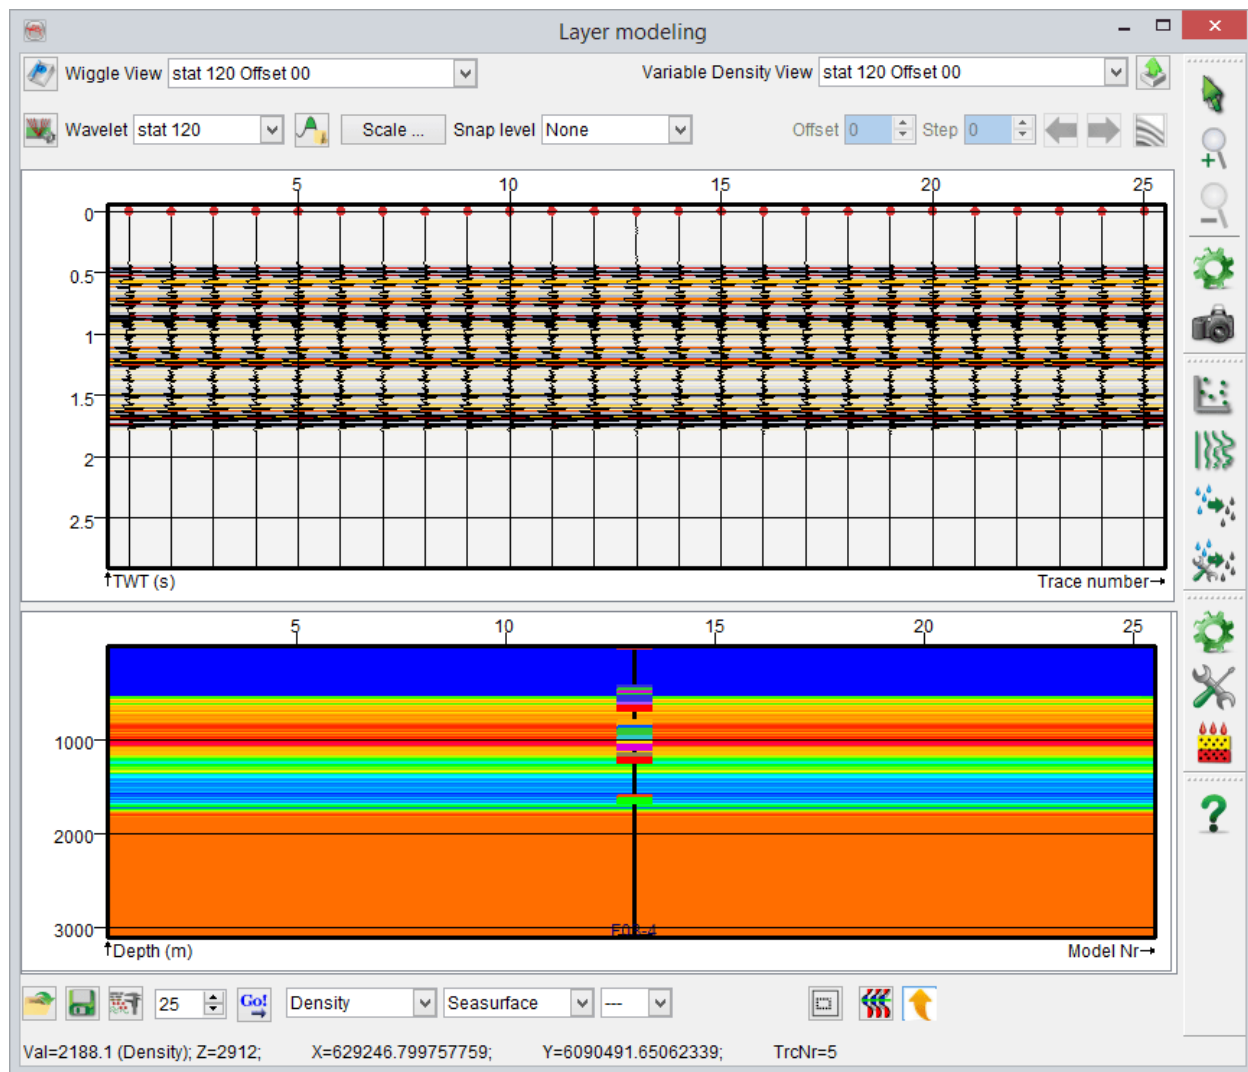 Layer modeling
Wiggle View stat 120 Offset 00 Variable Density View stat 120 Offset 00
Wavelet stat 120 Scale ... Snap level None Offset 0 Step 0
5 10 15 20 25
0
0.5
1
1.5
2
2.5
TWT (s) Trace number
5 10 15 20 25
1000
2000
3000
F03-4
Depth (m) Model Nr
25 Go! Density Seasurface ---
Val=2188.1 (Density); Z=2912; X=629246.799757759; Y=6090491.65062339; TrcNr=5